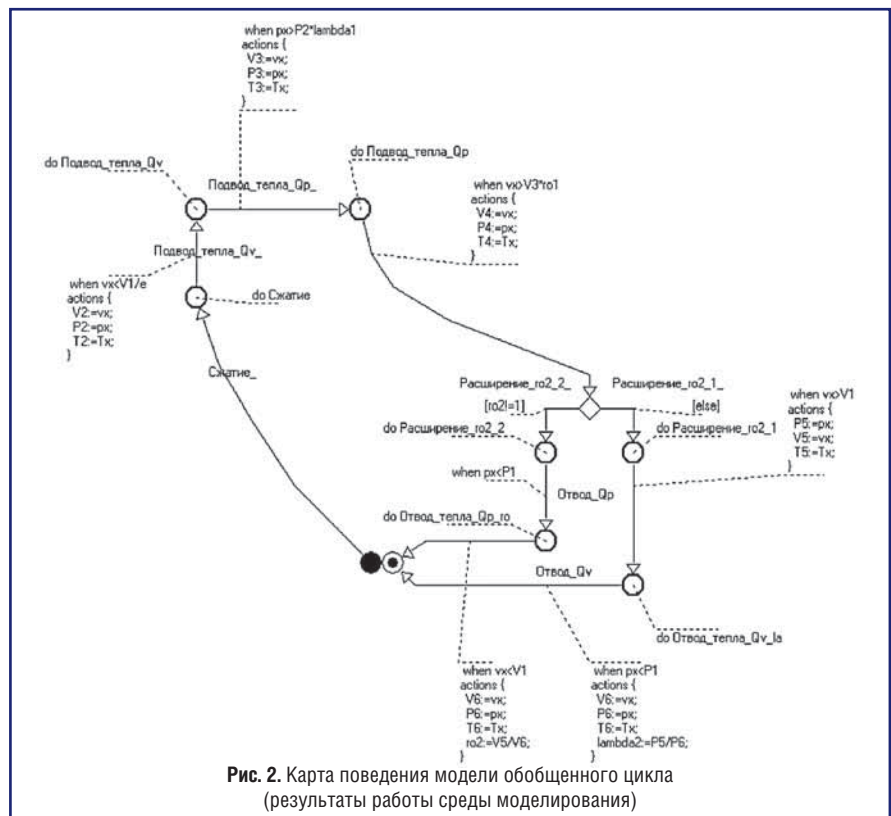 when px>P2*lambda1
actions {
V3:=vx;
P3:=px;
T3:=Tx;
}
do Подвод_тепла_Qv
do Подвод_тепла_Qp
Подвод_тепла_Qp_
when vx>V3*ro1
actions {
V4:=vx;
P4:=px;
T4:=Tx;
}
Подвод_тепла_Qv_
when vx<V1/e
actions {
V2:=vx;
P2:=px;
T2:=Tx;
}
do Сжатие
Сжатие_
Расширение_ro2_2_
Расширение_ro2_1_
[ro2!=1]
[else]
when vx>V1
actions {
P5:=px;
V5:=vx;
T5:=Tx;
}
do Расширение_ro2_2
do Расширение_ro2_1
when px<P1
Отвод_Qp
do Отвод_тепла_Qp_ro
Отвод_Qv
do Отвод_тепла_Qv_la
when vx<V1
actions {
V6:=vx;
P6:=px;
T6:=Tx;
ro2:=V5/V6;
}
when px<P1
actions {
V6:=vx;
P6:=px;
T6:=Tx;
lambda2:=P5/P6;
}
Рис. 2. Карта поведения модели обобщенного цикла
(результаты работы среды моделирования)